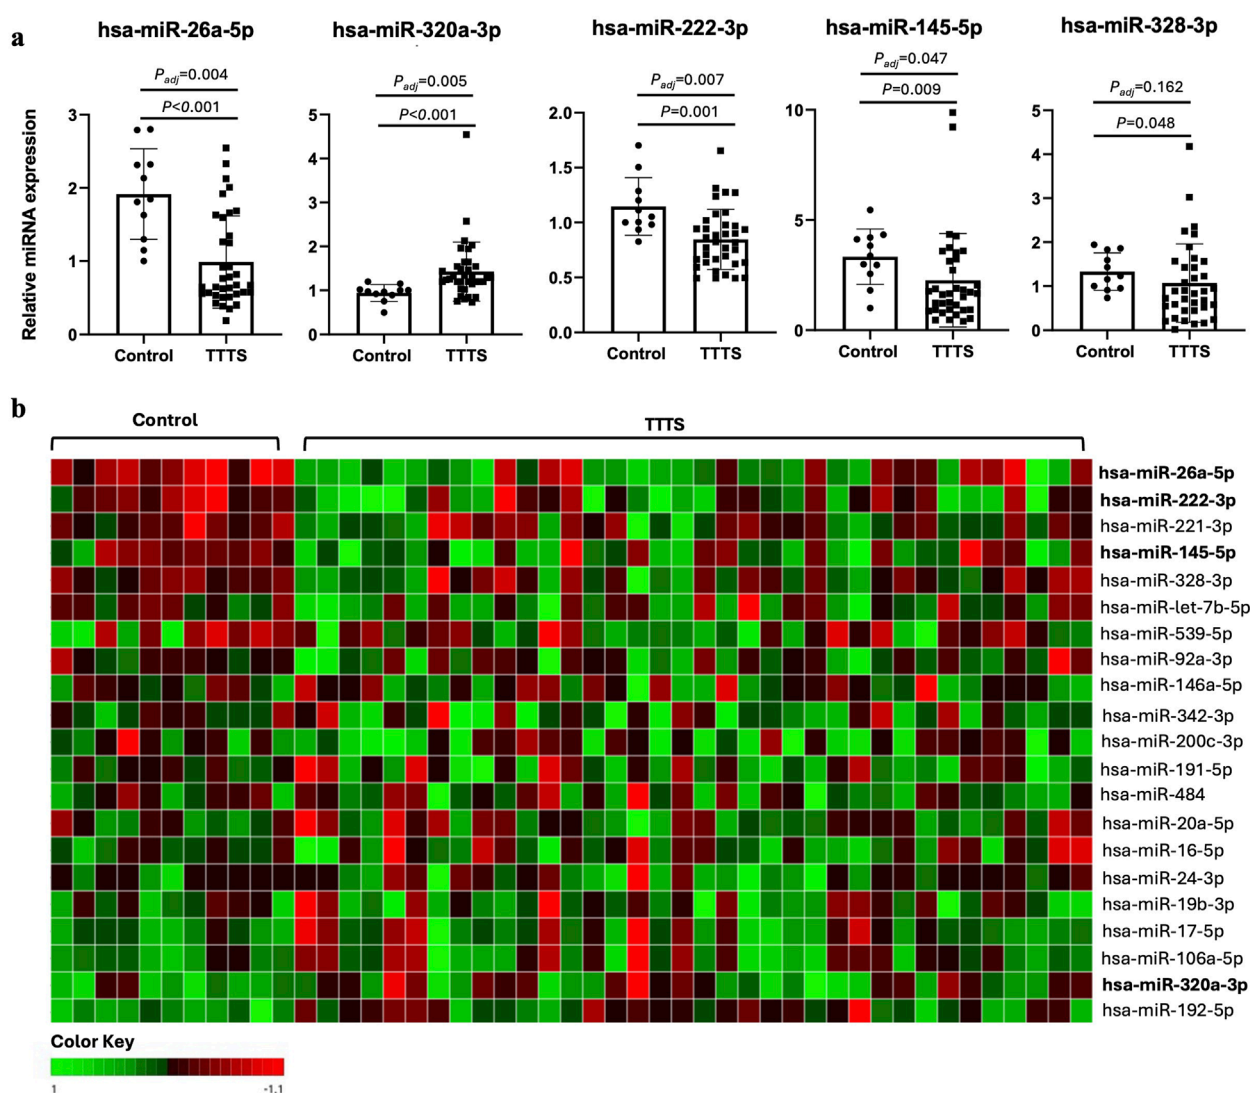 a
hsa-miR-26a-5p
hsa-miR-320a-3p
hsa-miR-222-3p
hsa-miR-145-5p
hsa-miR-328-3p
Padj=0.004
P<0.001
Padj=0.005
P<0.001
Padj=0.007
P=0.001
Padj=0.047
P=0.009
Padj=0.162
P=0.048
Relative miRNA expression
3
2
1
0
Control
TTTS
5
4
3
2
1
0
Control
TTTS
2.0
1.5
1.0
0.5
0.0
Control
TTTS
10
5
0
Control
TTTS
5
4
3
2
1
0
Control
TTTS
b
Control
TTTS
hsa-miR-26a-5p
hsa-miR-222-3p
hsa-miR-221-3p
hsa-miR-145-5p
hsa-miR-328-3p
hsa-miR-let-7b-5p
hsa-miR-539-5p
hsa-miR-92a-3p
hsa-miR-146a-5p
hsa-miR-342-3p
hsa-miR-200c-3p
hsa-miR-191-5p
hsa-miR-484
hsa-miR-20a-5p
hsa-miR-16-5p
hsa-miR-24-3p
hsa-miR-19b-3p
hsa-miR-17-5p
hsa-miR-106a-5p
hsa-miR-320a-3p
hsa-miR-192-5p
Color Key
1
-1.1